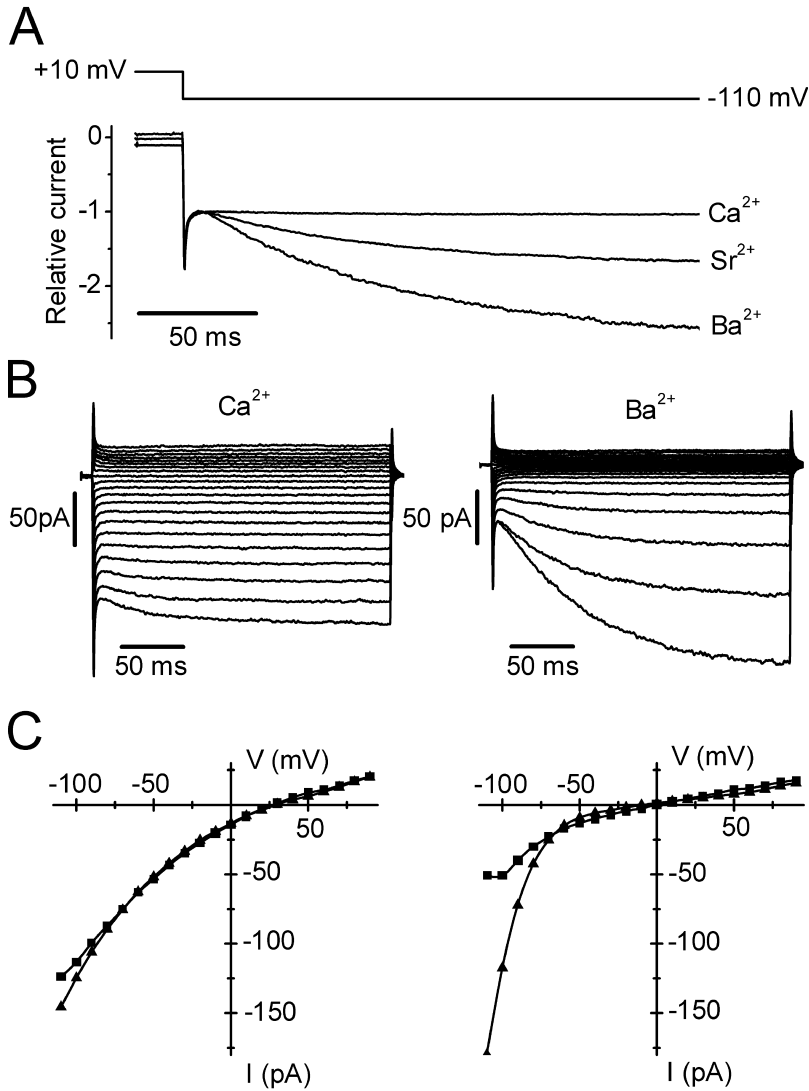 A
+10 mV
-110 mV
Relative current
0
-1
-2
Ca2+
Sr2+
Ba2+
50 ms
B
Ca2+
Ba2+
50pA
50 pA
50 ms
50 ms
C
V (mV)
V (mV)
-100 -50
-100 -50
50
50
-50
-50
-100
-100
-150
-150
I (pA)
I (pA)